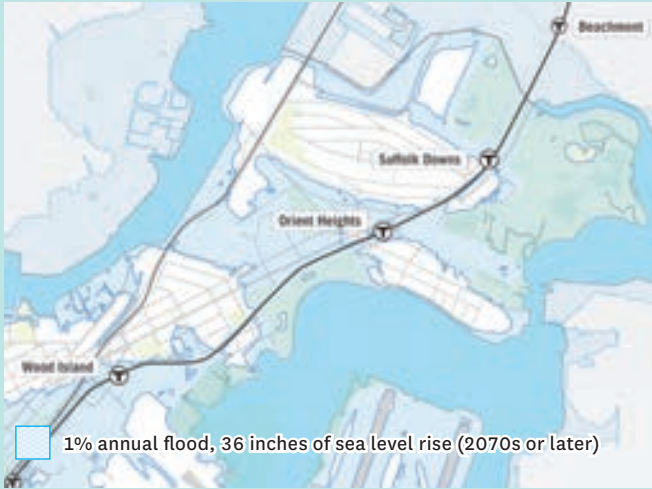 Beachmont
Suffolk Downs
Orient Heights
Wood Island
1% annual flood, 36 inches of sea level rise (2070s or later)